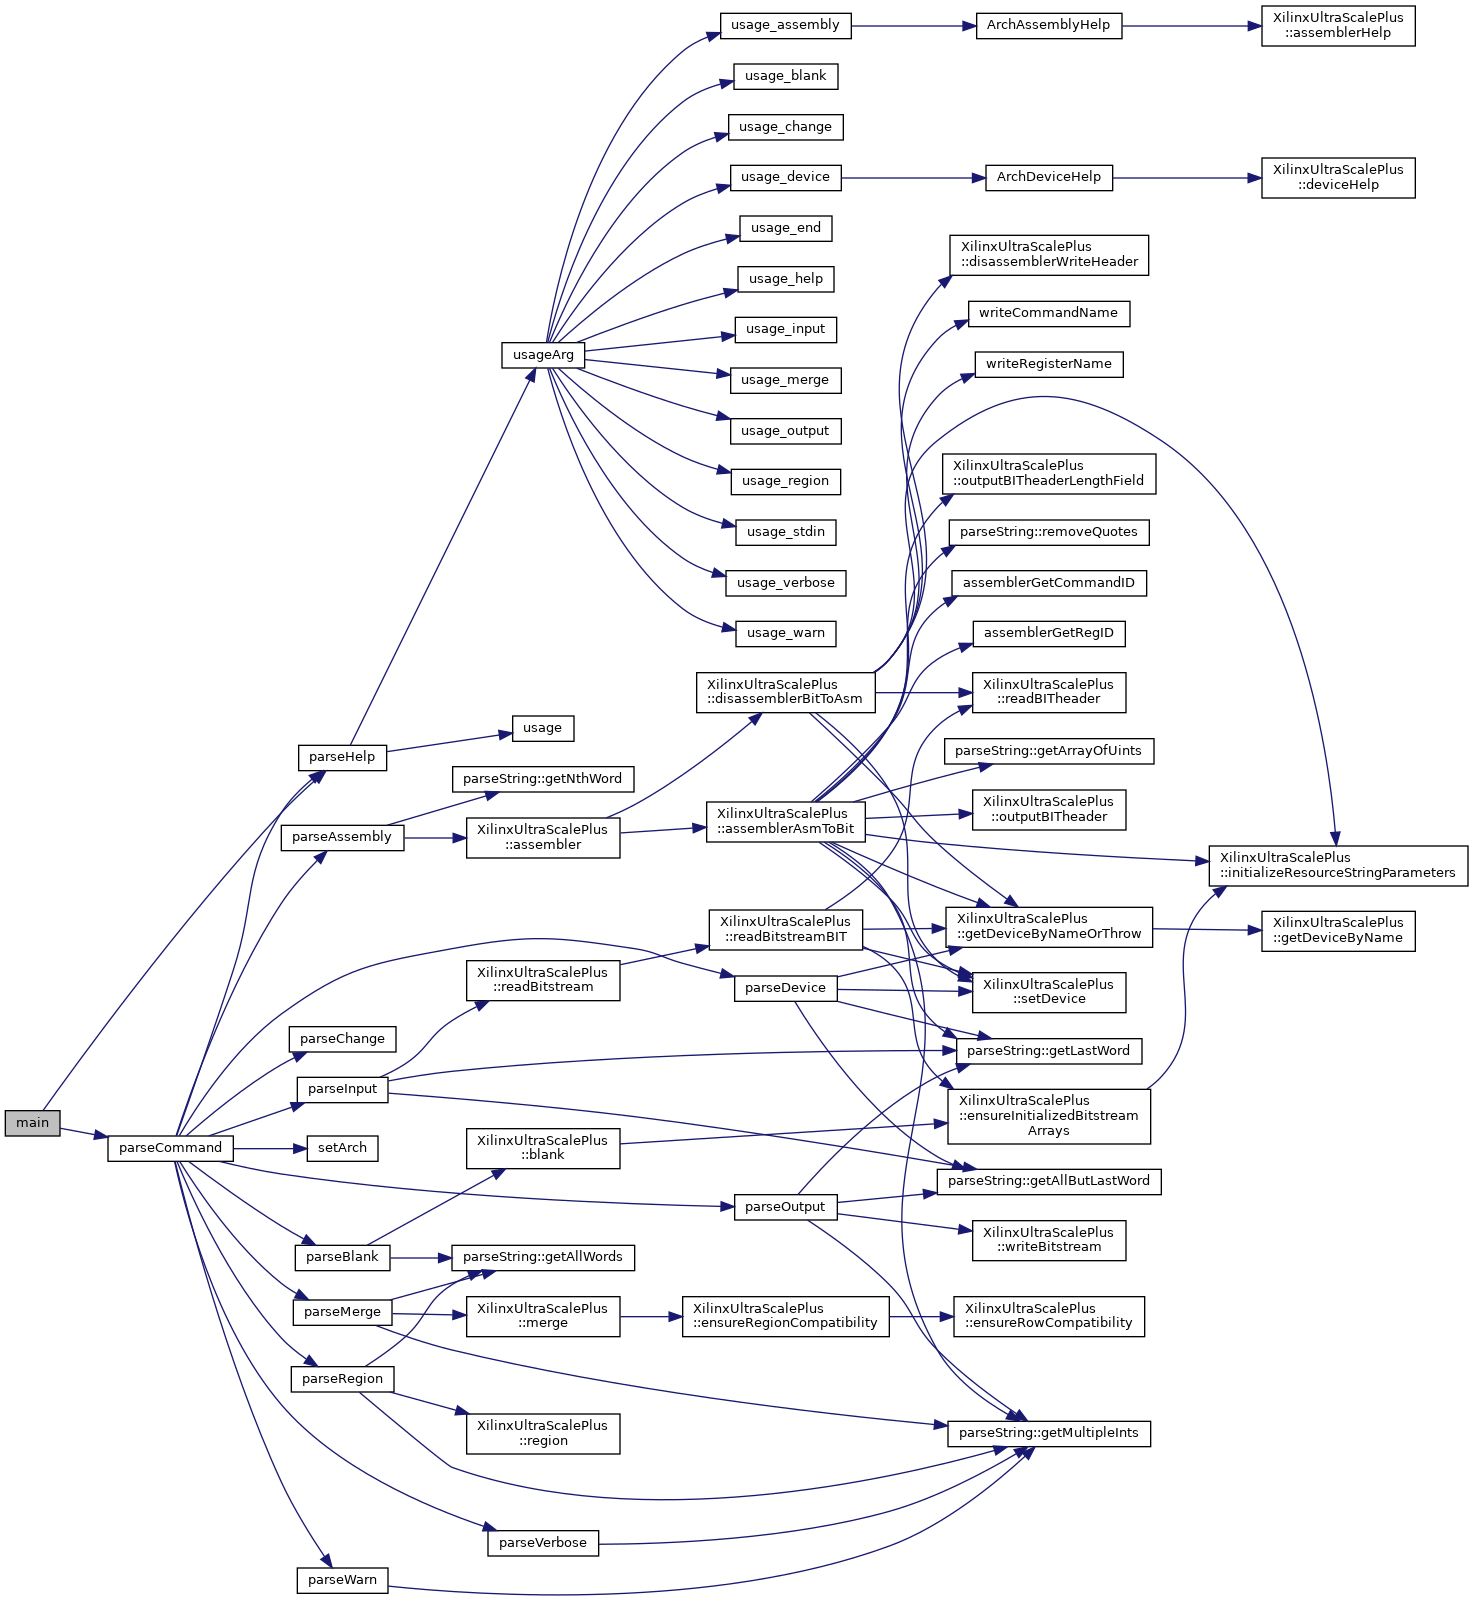 usage_assembly
ArchAssemblyHelp
XilinxUltraScalePlus
::assemblerHelp
usage_blank
usage_change
usage_device
ArchDeviceHelp
XilinxUltraScalePlus
::deviceHelp
usage_end
XilinxUltraScalePlus
::disassemblerWriteHeader
usage_help
writeCommandName
usage_input
usageArg
writeRegisterName
usage_merge
usage_output
XilinxUltraScalePlus
::outputBITheaderLengthField
usage_region
usage_stdin
parseString::removeQuotes
usage_verbose
assemblerGetCommandID
usage_warn
assemblerGetRegID
XilinxUltraScalePlus
::disassemblerBitToAsm
XilinxUltraScalePlus
::readBITheader
usage
parseHelp
parseString::getArrayOfUints
parseString::getNthWord
XilinxUltraScalePlus
::outputBITheader
parseAssembly
XilinxUltraScalePlus
::assembler
XilinxUltraScalePlus
::assemblerAsmToBit
XilinxUltraScalePlus
::initializeResourceStringParameters
XilinxUltraScalePlus
::readBitstreamBIT
XilinxUltraScalePlus
::getDeviceByNameOrThrow
XilinxUltraScalePlus
::getDeviceByName
XilinxUltraScalePlus
::readBitstream
parseDevice
XilinxUltraScalePlus
::setDevice
parseChange
parseString::getLastWord
parseInput
main
XilinxUltraScalePlus
::ensureInitializedBitstream
Arrays
parseCommand
setArch
XilinxUltraScalePlus
::blank
parseString::getAllButLastWord
parseOutput
XilinxUltraScalePlus
::writeBitstream
parseBlank
parseString::getAllWords
parseMerge
XilinxUltraScalePlus
::merge
XilinxUltraScalePlus
::ensureRegionCompatibility
XilinxUltraScalePlus
::ensureRowCompatibility
parseRegion
XilinxUltraScalePlus
::region
parseString::getMultipleInts
parseVerbose
parseWarn